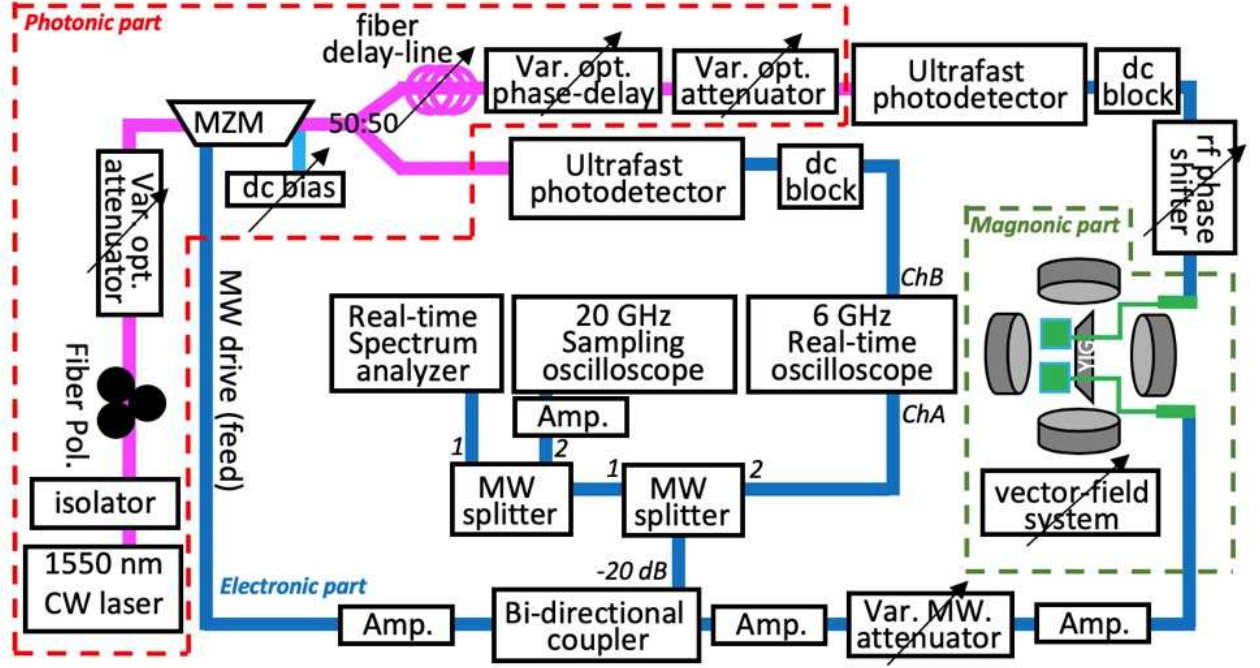 Photonic part
fiber
delay-line
Var. opt.
phase-delay
Var. opt.
attenuator
Ultrafast
photodetector
dc
block
MZM
50:50
dc bias
Ultrafast
photodetector
dc
block
rf phase
shifter
Var. opt.
attenuator
Magnonic part
ChB
MW drive (feed)
Real-time
Spectrum
analyzer
20 GHz
Sampling
oscilloscope
6 GHz
Real-time
oscilloscope
YIG
Fiber Pol.
Amp.
ChA
1
2
1
2
MW
splitter
MW
splitter
vector-field
system
isolator
1550 nm
CW laser
-20 dB
Electronic part
Amp.
Bi-directional
coupler
Amp.
Var. MW.
attenuator
Amp.